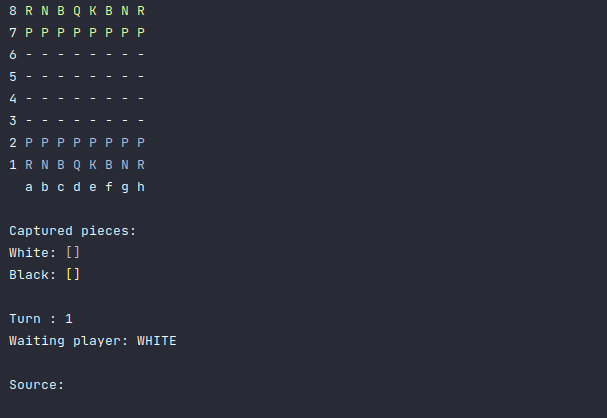 8 R N B Q K B N R
7 P P P P P P P P
6 - - - - - - - -
5 - - - - - - - -
4 - - - - - - - -
3 - - - - - - - -
2 P P P P P P P P
1 R N B Q K B N R
  a b c d e f g h
Captured pieces:
White: []
Black: []
Turn : 1
Waiting player: WHITE
Source: